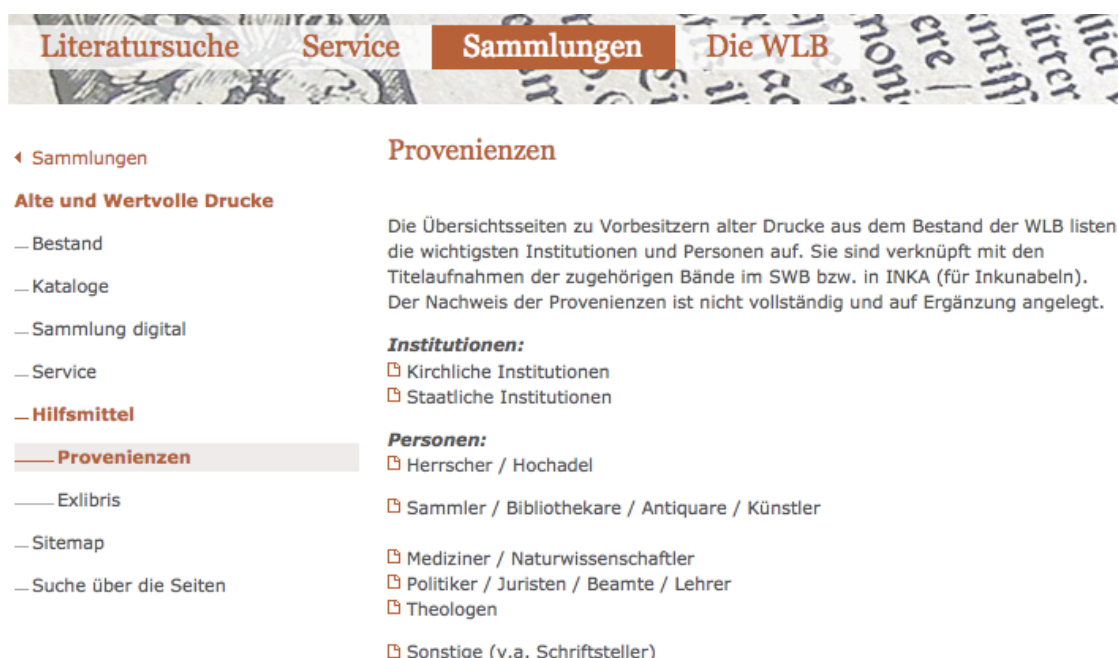 Literatursuche Service Sammlungen Die WLB
Sammlungen
Alte und Wertvolle Drucke
Bestand
Kataloge
Sammlung digital
Service
Hilfsmittel
Provenienzen
Exlibris
Sitemap
Suche über die Seiten
Provenienzen
Die Übersichtsseiten zu Vorbesitzern alter Drucke aus dem Bestand der WLB listen
die wichtigsten Institutionen und Personen auf. Sie sind verknüpft mit den
Titelaufnahmen der zugehörigen Bände im SWB bzw. in INKA (für Inkunabeln).
Der Nachweis der Provenienzen ist nicht vollständig und auf Ergänzung angelegt.
Institutionen:
Kirchliche Institutionen
Staatliche Institutionen
Personen:
Herrscher / Hochadel
Sammler / Bibliothekare / Antiquare / Künstler
Mediziner / Naturwissenschaftler
Politiker / Juristen / Beamte / Lehrer
Theologen
Sonstige (v.a. Schriftsteller)